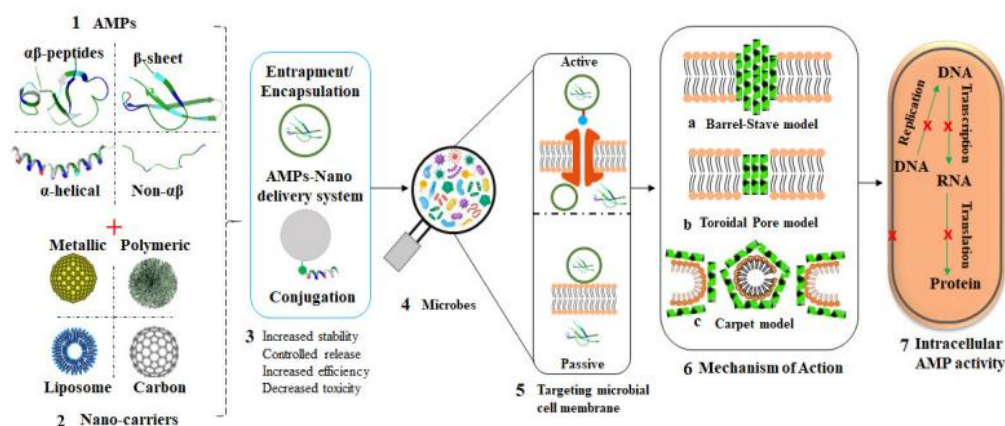 1 AMPs
αβ-peptides
β-sheet
α-helical
Non-αβ
+
Metallic
Polymeric
Liposome
Carbon
2 Nano-carriers
Entrapment/
Encapsulation
AMPs-Nano
delivery system
Conjugation
3 Increased stability
Controlled release
Increased efficiency
Decreased toxicity
4 Microbes
Active
Passive
5 Targeting microbial
cell membrane
a Barrel-Stave model
b Toroidal Pore model
c Carpet model
6 Mechanism of Action
DNA
Replication
X
X
Transcription
DNA
RNA
X
X
Translation
Protein
7 Intracellular
AMP activity